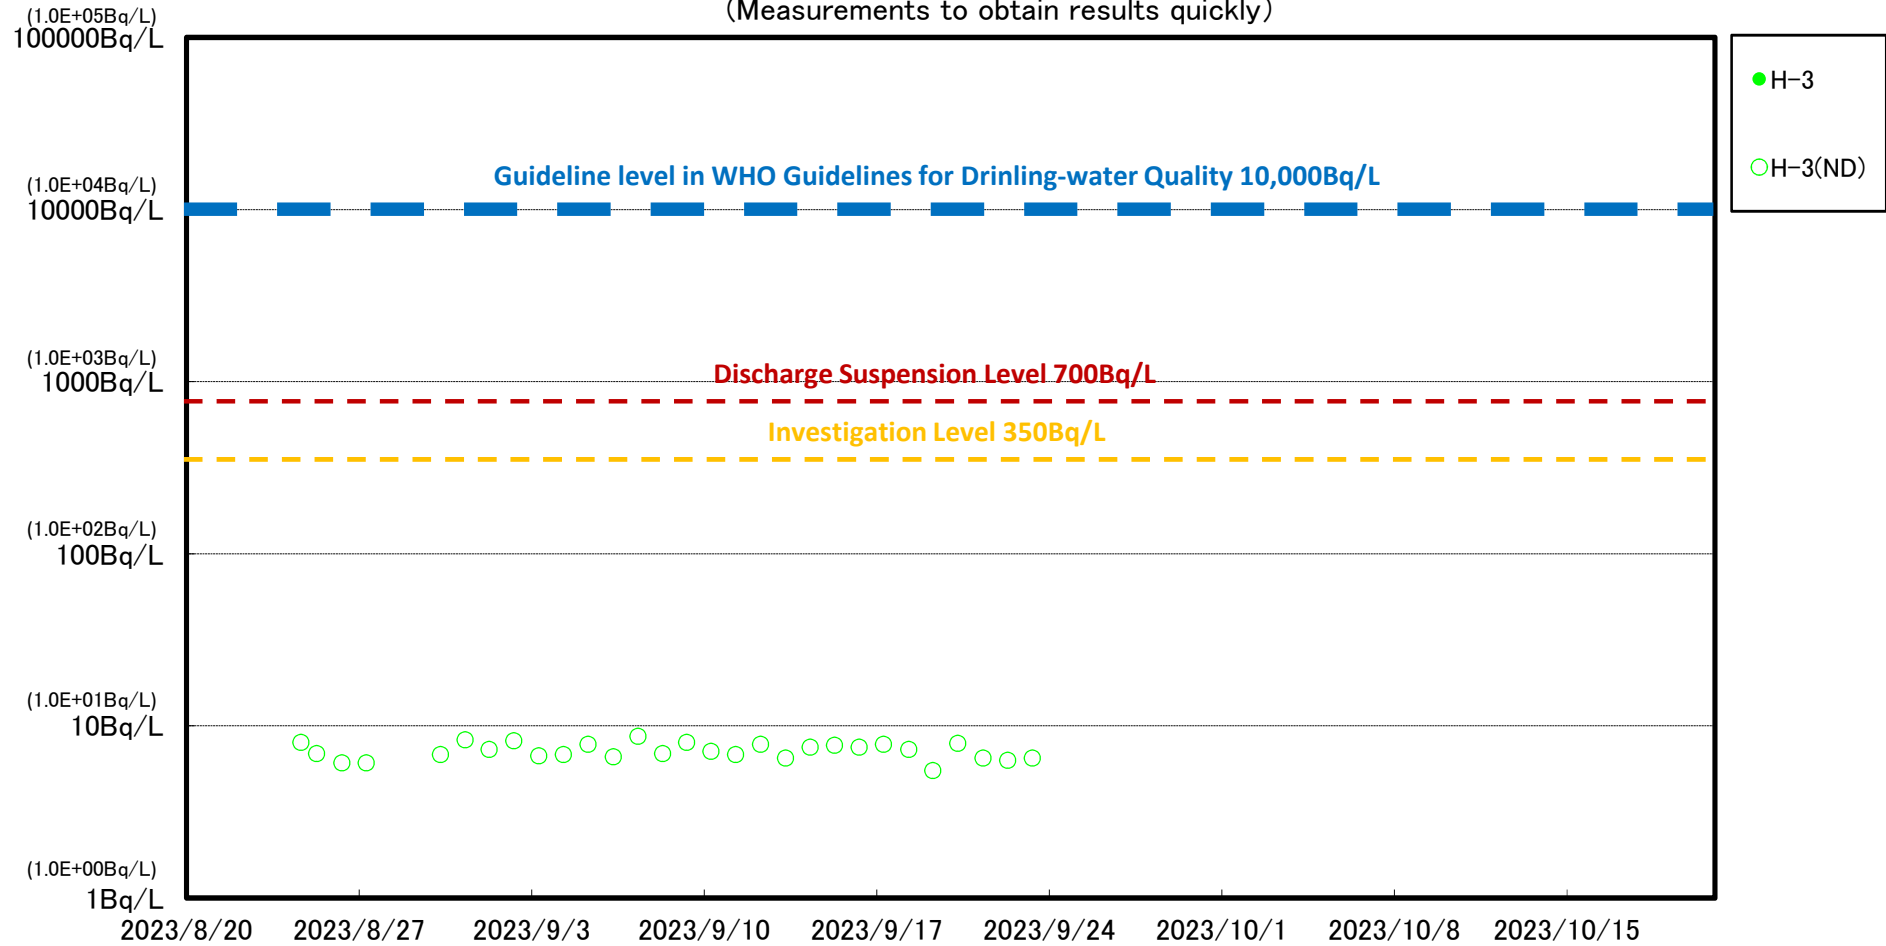 (Measurements to obtain results quickly)
(1.0E+05Bq/L)
100000Bq/L
H-3
H-3(ND)
Guideline level in WHO Guidelines for Drinling-water Quality 10,000Bq/L
(1.0E+04Bq/L)
10000Bq/L
(1.0E+03Bq/L)
1000Bq/L
Discharge Suspension Level 700Bq/L
Investigation Level 350Bq/L
(1.0E+02Bq/L)
100Bq/L
(1.0E+01Bq/L)
10Bq/L
(1.0E+00Bq/L)
1Bq/L
2023/8/20 2023/8/27 2023/9/3 2023/9/10 2023/9/17 2023/9/24 2023/10/1 2023/10/8 2023/10/15